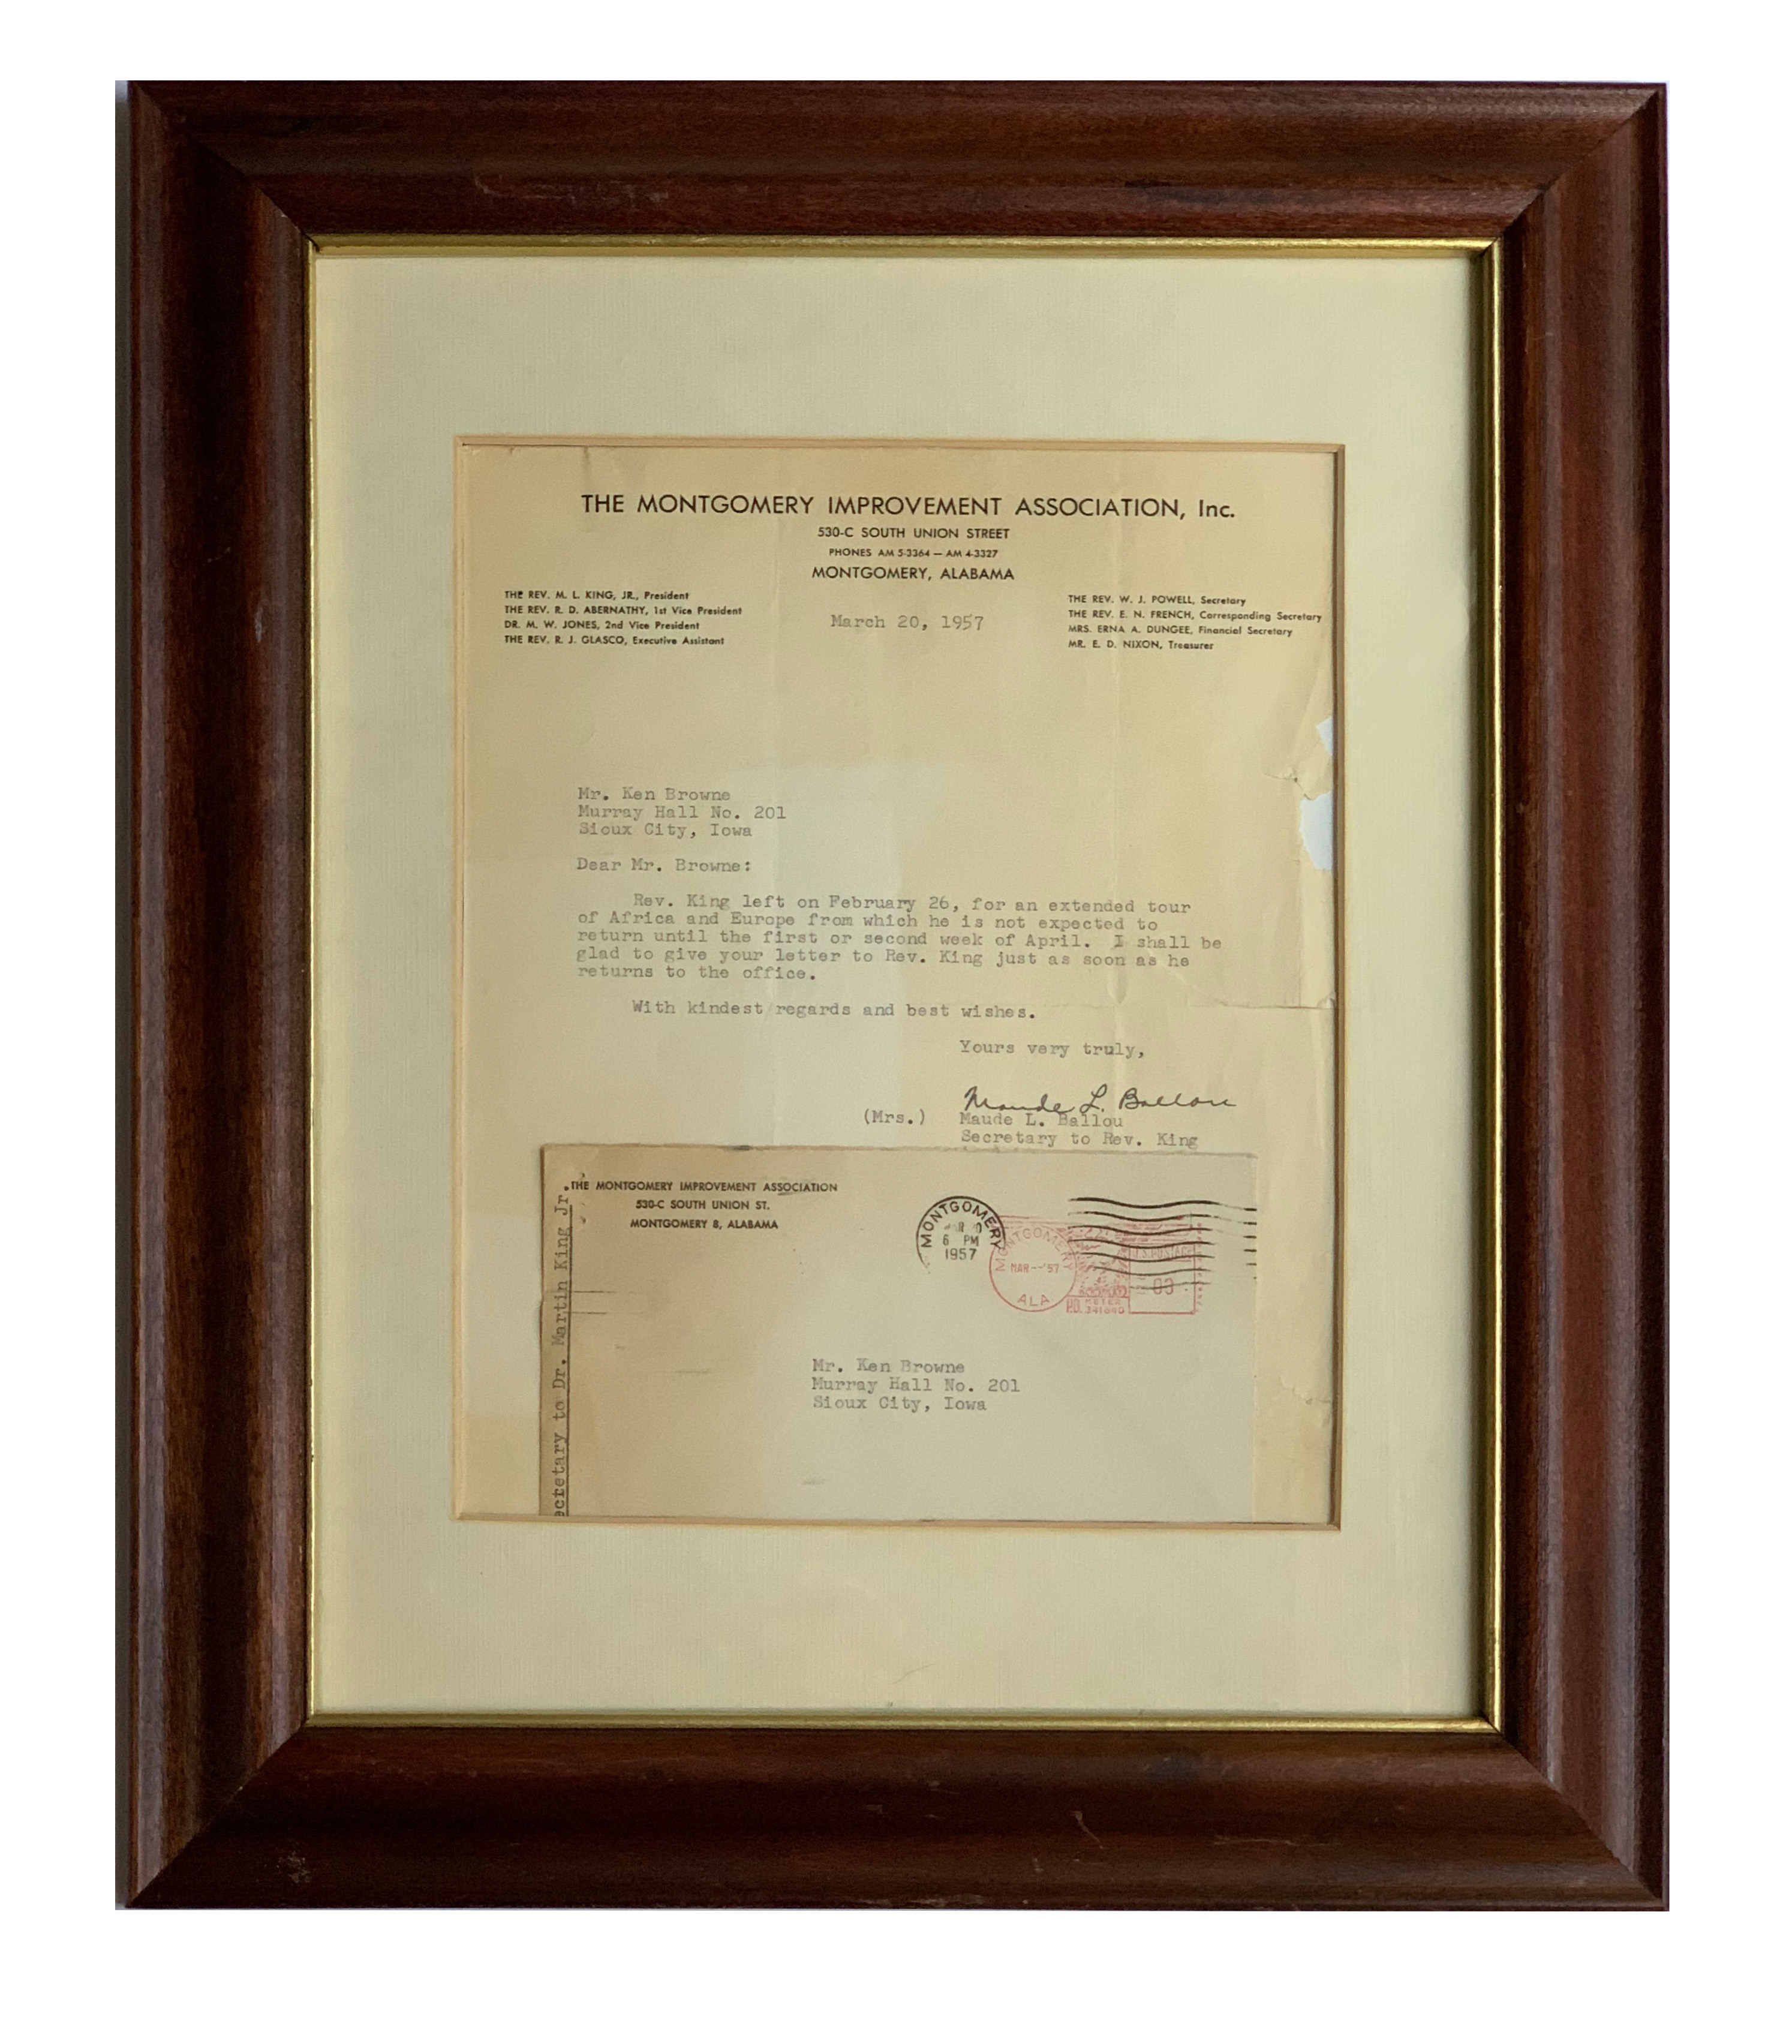 THE MONTGOMERY IMPROVEMENT ASSOCIATION, Inc.
530-C SOUTH UNION STREET
PHONES AM 5-3364 — AM 4-3327
MONTGOMERY, ALABAMA
THE REV. M. L. KING, JR., President
THE REV. R. D. ABERNATHY, 1st Vice President
DR. M. W. JONES, 2nd Vice President
THE REV. R. J. GLASCO, Executive Assistant
March 20, 1957
THE REV. W. J. POWELL, Secretary
THE REV. E. N. FRENCH, Corresponding Secretary
MRS. ERNA A. DUNGEE, Financial Secretary
MR. E. D. NIXON, Treasurer
Mr. Ken Browne
Murray Hall No. 201
Sioux City, Iowa
Dear Mr. Browne:
Rev. King left on February 26, for an extended tour
of Africa and Europe from which he is not expected to
return until the first or second week of April. I shall be
glad to give your letter to Rev. King just as soon as he
returns to the office.
With kindest regards and best wishes.
Yours very truly,
Maude L. Ballou
(Mrs.) Maude L. Ballou
Secretary to Rev. King
THE MONTGOMERY IMPROVEMENT ASSOCIATION
530-C SOUTH UNION ST.
MONTGOMERY 8, ALABAMA
ecretary to Dr. Martin King Jr.
MONTGOMERY
6 PM
1957
MONTGOMERY
MAR--'57
ALA
U.S. POSTAGE
03
P.O. METER
341640
Mr. Ken Browne
Murray Hall No. 201
Sioux City, Iowa